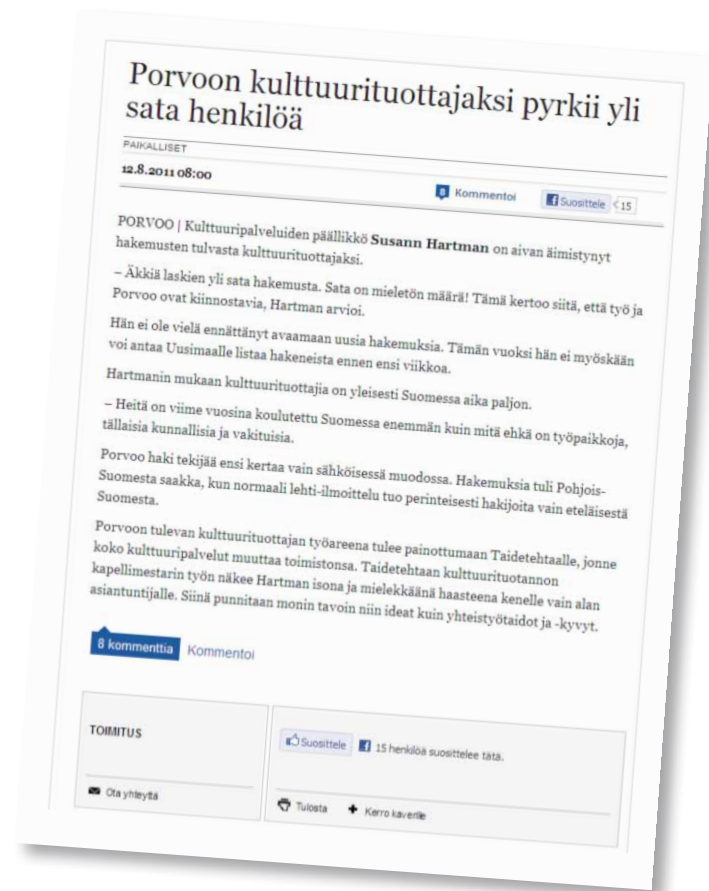 Porvoon kulttuurituottajaksi pyrkii yli
sata henkilöä
PAIKALLISET
12.8.2011 08:00
8 Kommentoi
Suosittele 15
PORVOO | Kulttuuripalveluiden päällikkö Susann Hartman on aivan äimistynyt
hakemusten tulvasta kulttuurituottajaksi.
– Äkkiä laskien yli sata hakemusta. Sata on mieletön määrä! Tämä kertoo siitä, että työ ja
Porvoo ovat kiinnostavia, Hartman arvioi.
Hän ei ole vielä ennättänyt avaamaan uusia hakemuksia. Tämän vuoksi hän ei myöskään
voi antaa Uusimaalle listaa hakeneista ennen ensi viikkoa.
Hartmanin mukaan kulttuurituottajia on yleisesti Suomessa aika paljon.
– Heitä on viime vuosina koulutettu Suomessa enemmän kuin mitä ehkä on työpaikkoja,
tällaisia kunnallisia ja vakituisia.
Porvoo haki tekijää ensi kertaa vain sähköisessä muodossa. Hakemuksia tuli Pohjois-
Suomesta saakka, kun normaali lehti-ilmoittelu tuo perinteisesti hakijoita vain eteläisestä
Suomesta.
Porvoon tulevan kulttuurituottajan työareena tulee painottumaan Taidetehtaalle, jonne
koko kulttuuripalvelut muuttaa toimistonsa. Taidetehtaan kulttuurituotannon
kapellimestarin työn näkee Hartman isona ja mielekkäänä haasteena kenelle vain alan
asiantuntijalle. Siinä punnitaan monin tavoin niin ideat kuin yhteistyötaidot ja -kyvyt.
8 kommenttia Kommentoi
TOIMITUS
Ota yhteyttä
Suosittele 15 henkilöä suosittelee tätä.
Tulosta Kerro kaverille